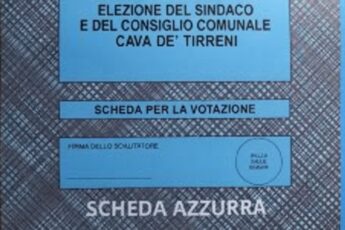 ELEZIONE DEL SINDACO
E DEL CONSIGLIO COMUNALE
CAVA DE' TIRRENI
SCHEDA PER LA VOTAZIONE
FIRMA DELLO SCRUTATORE
SCHEDA AZZURRA